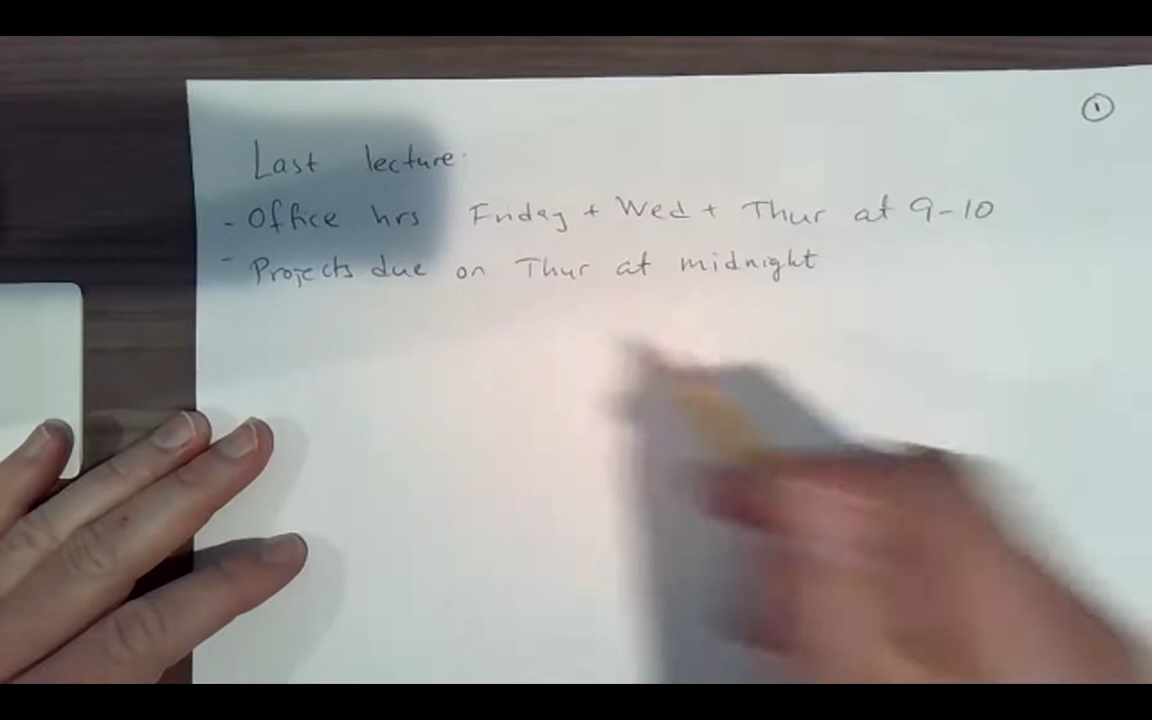 ①
Last lecture.
- Office hrs Friday + Wed + Thur at 9-10
- Projects due on Thur at midnight